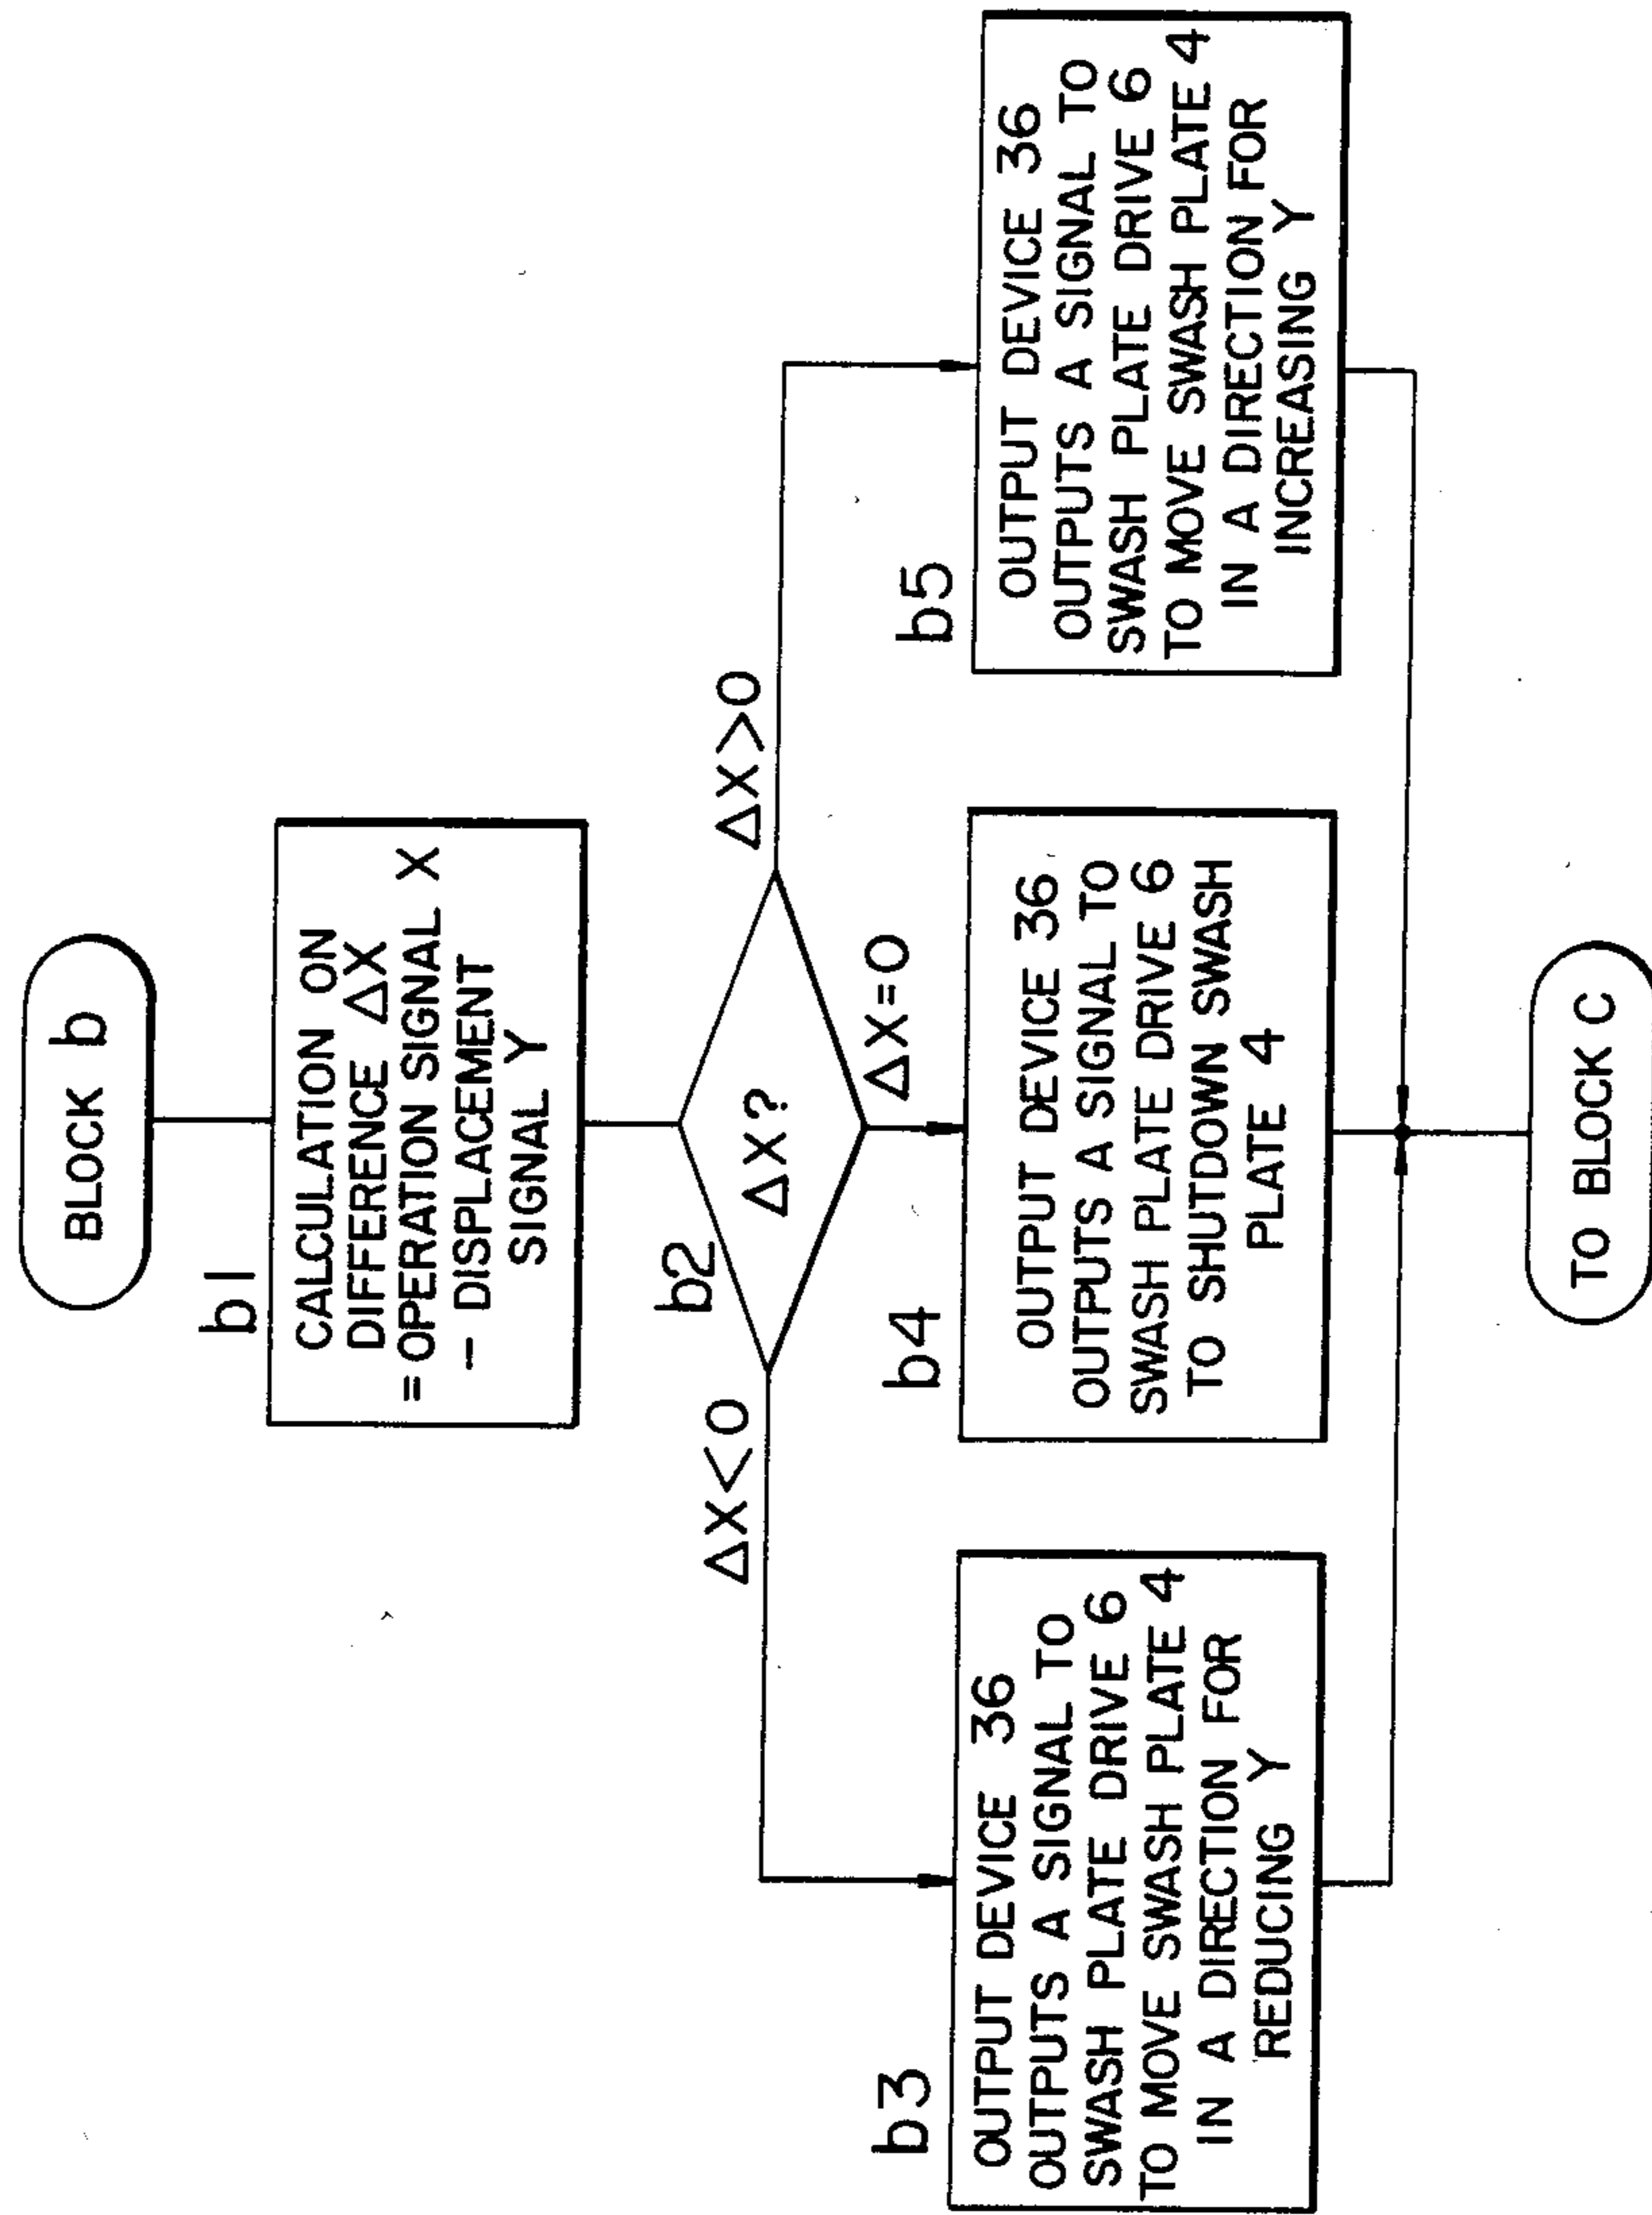 BLOCK b
b1
CALCULATION ON
DIFFERENCE ΔX
= OPERATION SIGNAL X
− DISPLACEMENT
SIGNAL Y
b2
ΔX?
ΔX<0
ΔX=0
ΔX>0
b3
OUTPUT DEVICE 36
OUTPUTS A SIGNAL TO
SWASH PLATE DRIVE 6
TO MOVE SWASH PLATE 4
IN A DIRECTION FOR
REDUCING Y
b4
OUTPUT DEVICE 36
OUTPUTS A SIGNAL TO
SWASH PLATE DRIVE 6
TO SHUTDOWN SWASH
PLATE 4
b5
OUTPUT DEVICE 36
OUTPUTS A SIGNAL TO
SWASH PLATE DRIVE 6
TO MOVE SWASH PLATE 4
IN A DIRECTION FOR
INCREASING Y
TO BLOCK C